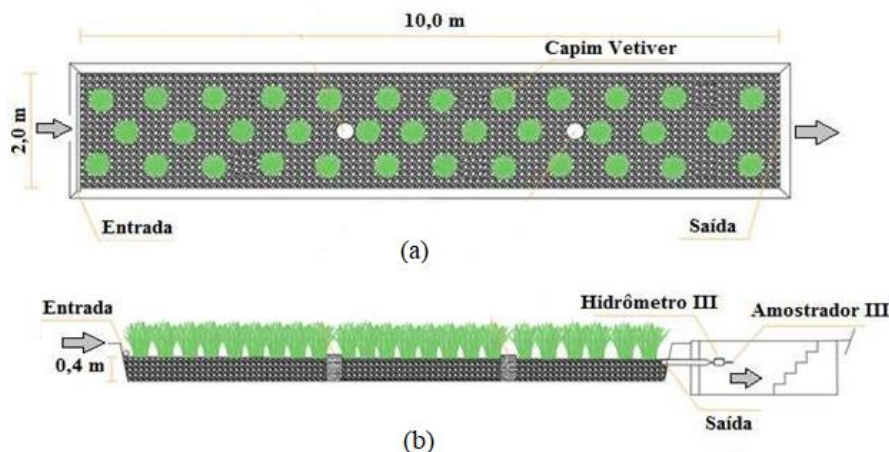 10,0 m
Capim Vetiver
2,0 m
Entrada
Saída
(a)
Entrada
Hidrômetro III
Amostrador III
0,4 m
Saída
(b)